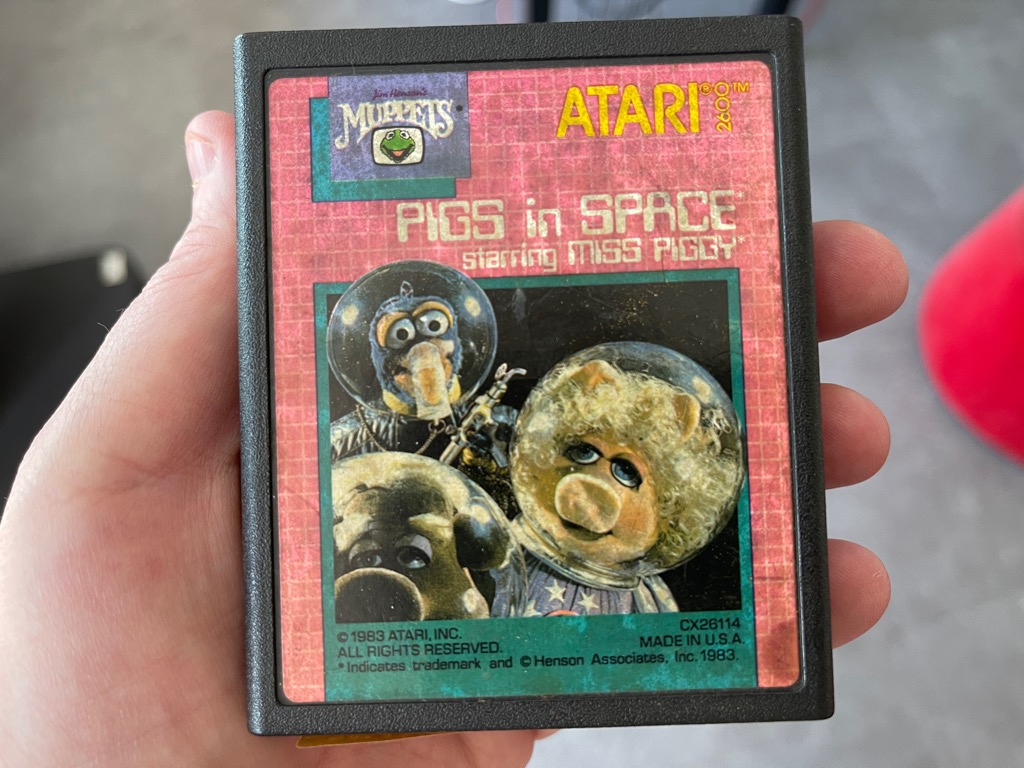 Jim Henson's
MUPPETS*
ATARI® 2600™
PIGS in SPACE*
starring MISS PIGGY*
© 1983 ATARI, INC.
ALL RIGHTS RESERVED.
CX26114
MADE IN U.S.A.
*Indicates trademark and © Henson Associates, Inc. 1983.